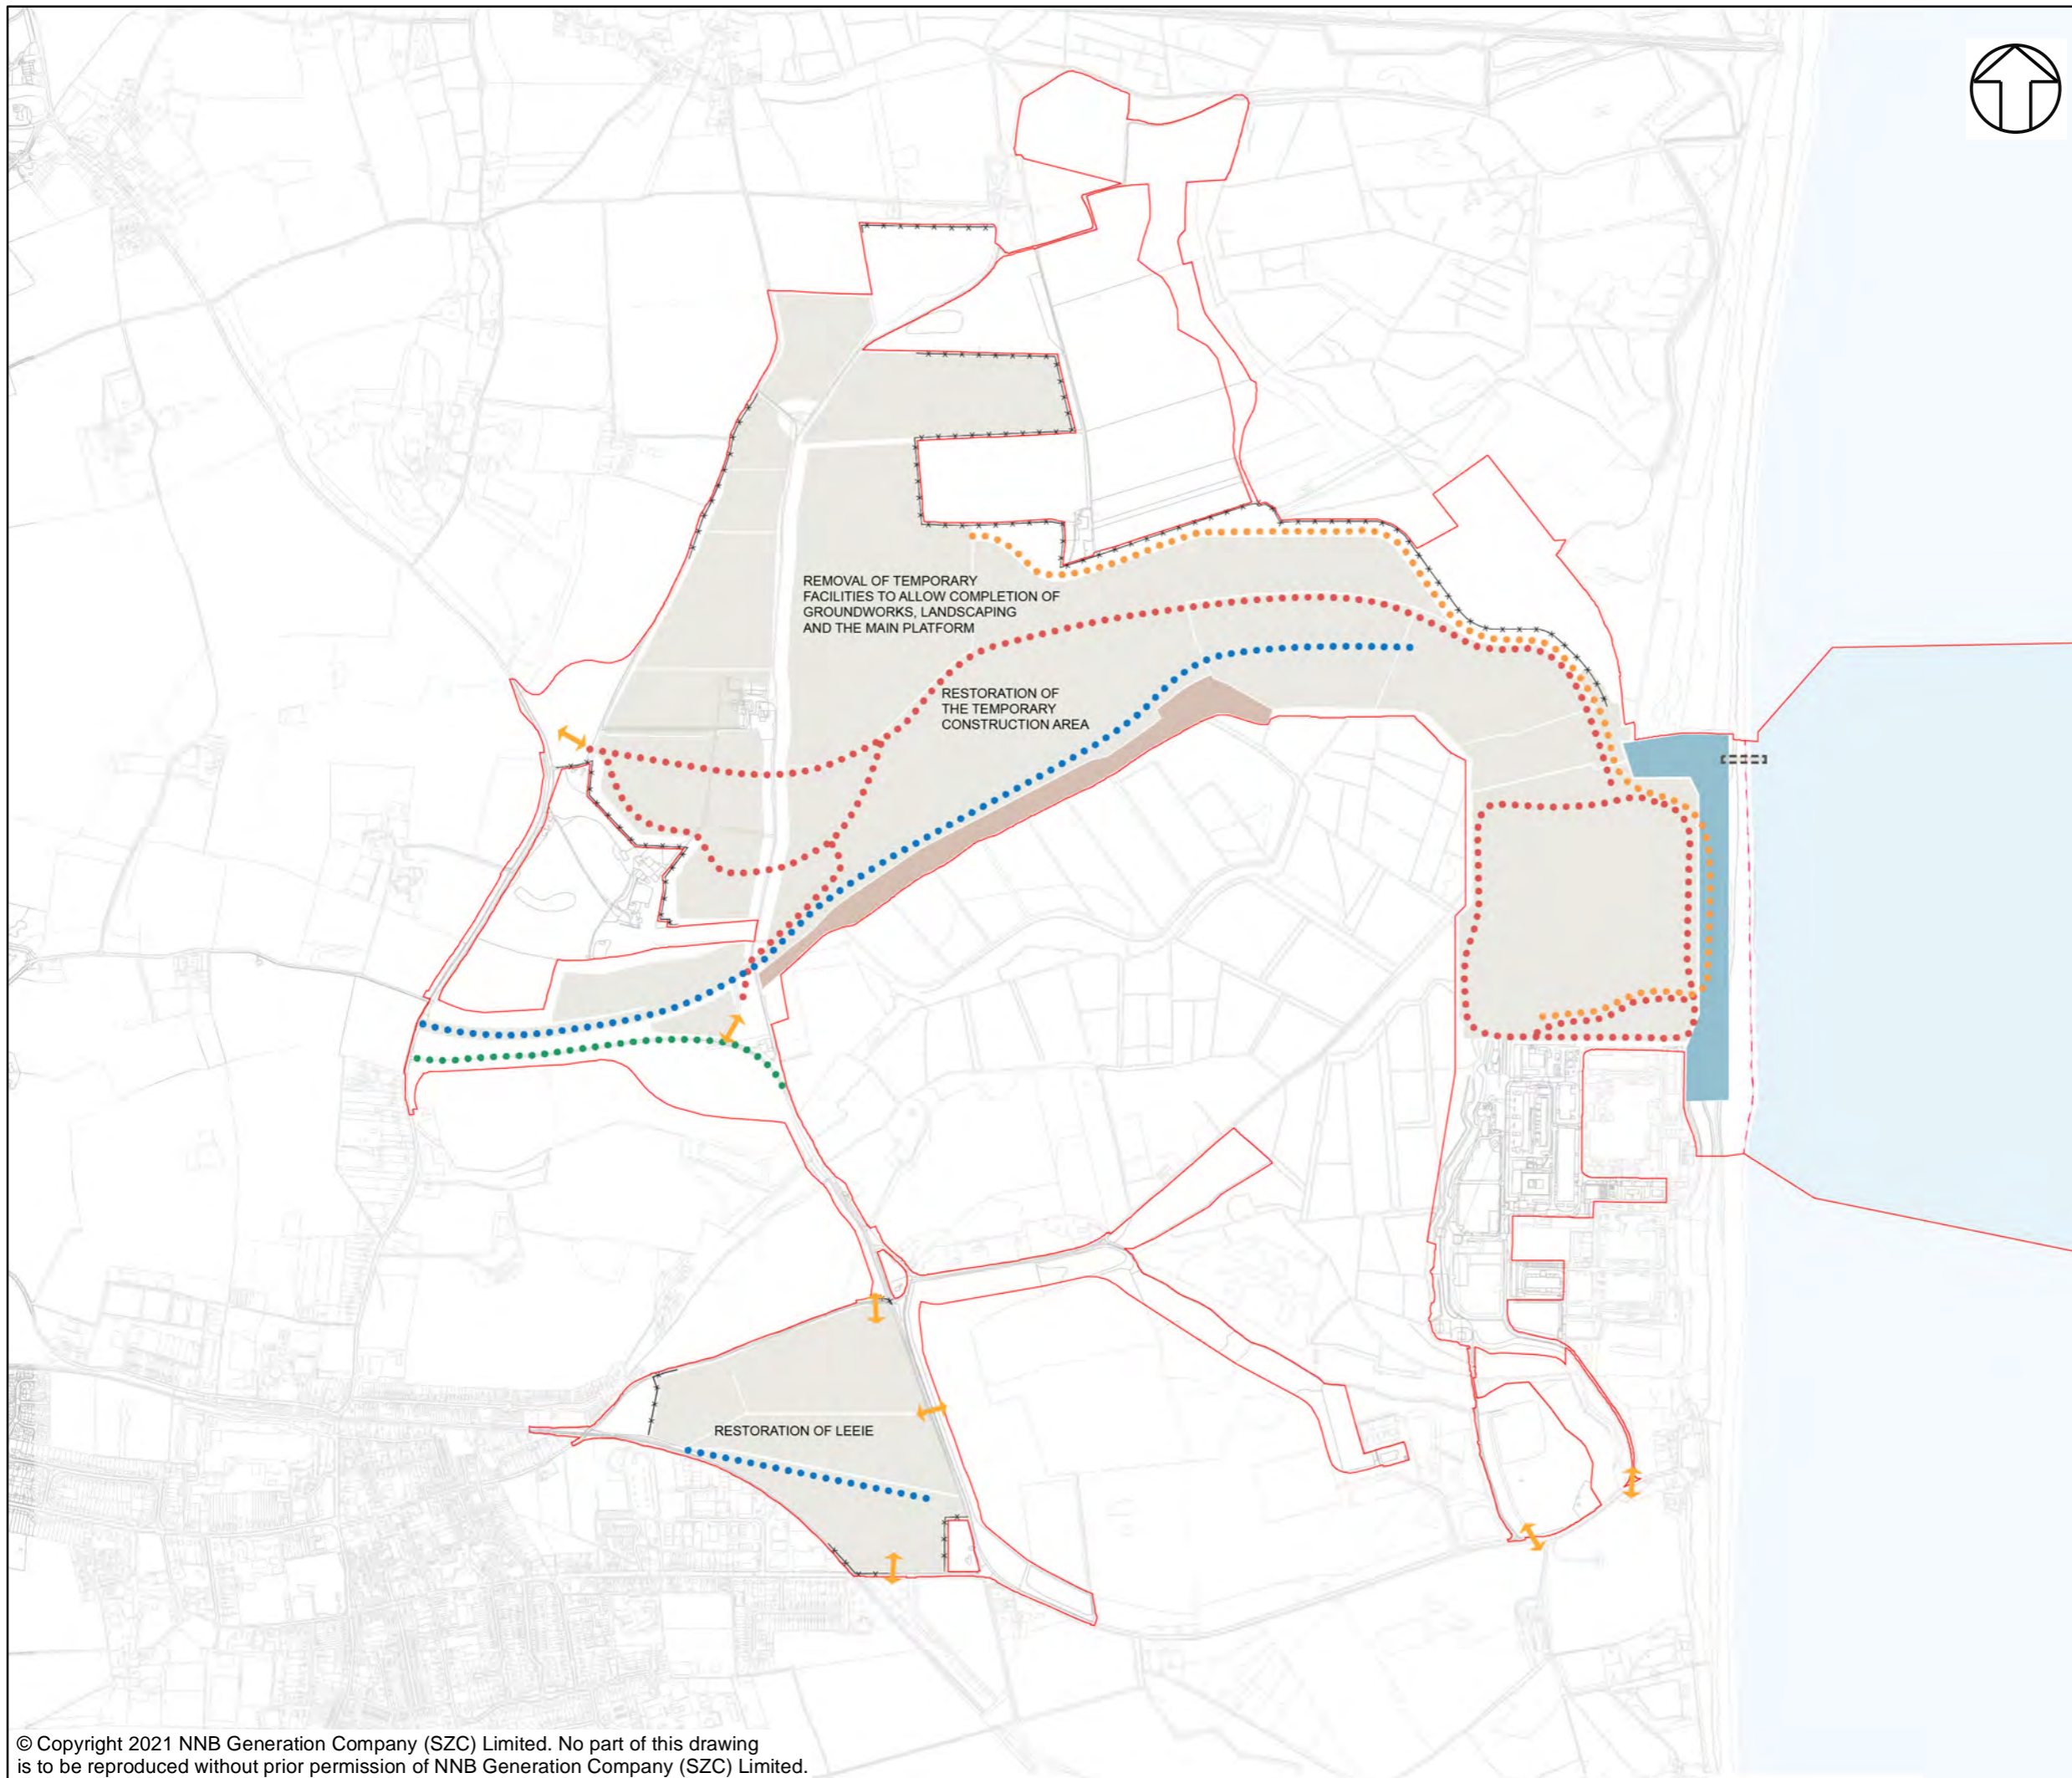 REMOVAL OF TEMPORARY
FACILITIES TO ALLOW COMPLETION OF
GROUNDWORKS, LANDSCAPING
AND THE MAIN PLATFORM
RESTORATION OF
THE TEMPORARY
CONSTRUCTION AREA
RESTORATION OF LEEIE
© Copyright 2021 NNB Generation Company (SZC) Limited. No part of this drawing
is to be reproduced without prior permission of NNB Generation Company (SZC) Limited.